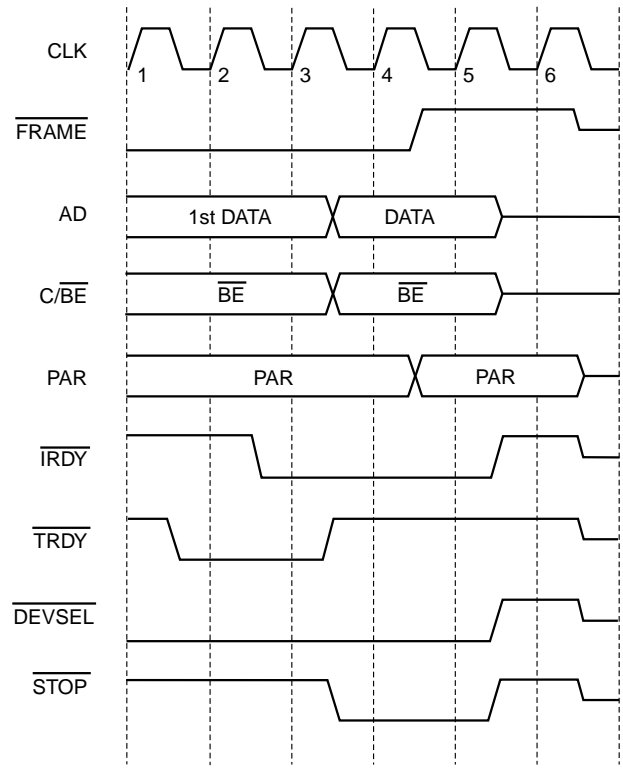 CLK
1 2 3 4 5 6
FRAME
AD
1st DATA DATA
C/BE
BE BE
PAR
PAR PAR
IRDY
TRDY
DEVSEL
STOP